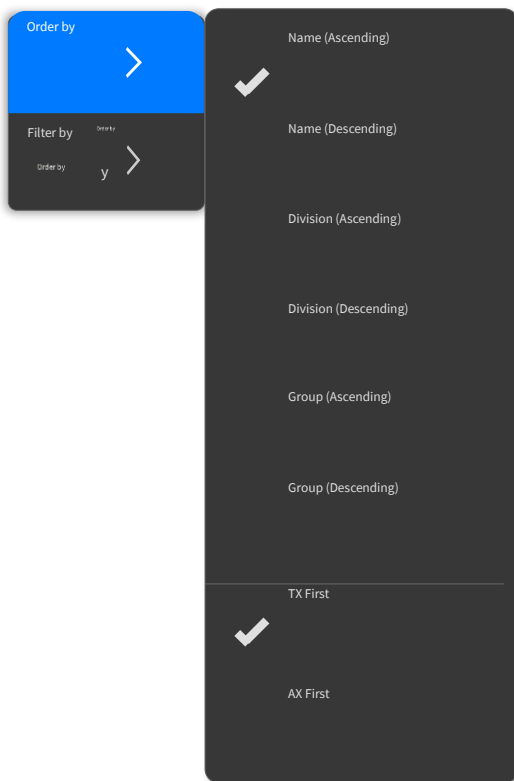 Order by
Filter by
Order by
Order by
y
Name (Ascending)
Name (Descending)
Division (Ascending)
Division (Descending)
Group (Ascending)
Group (Descending)
TX First
AX First